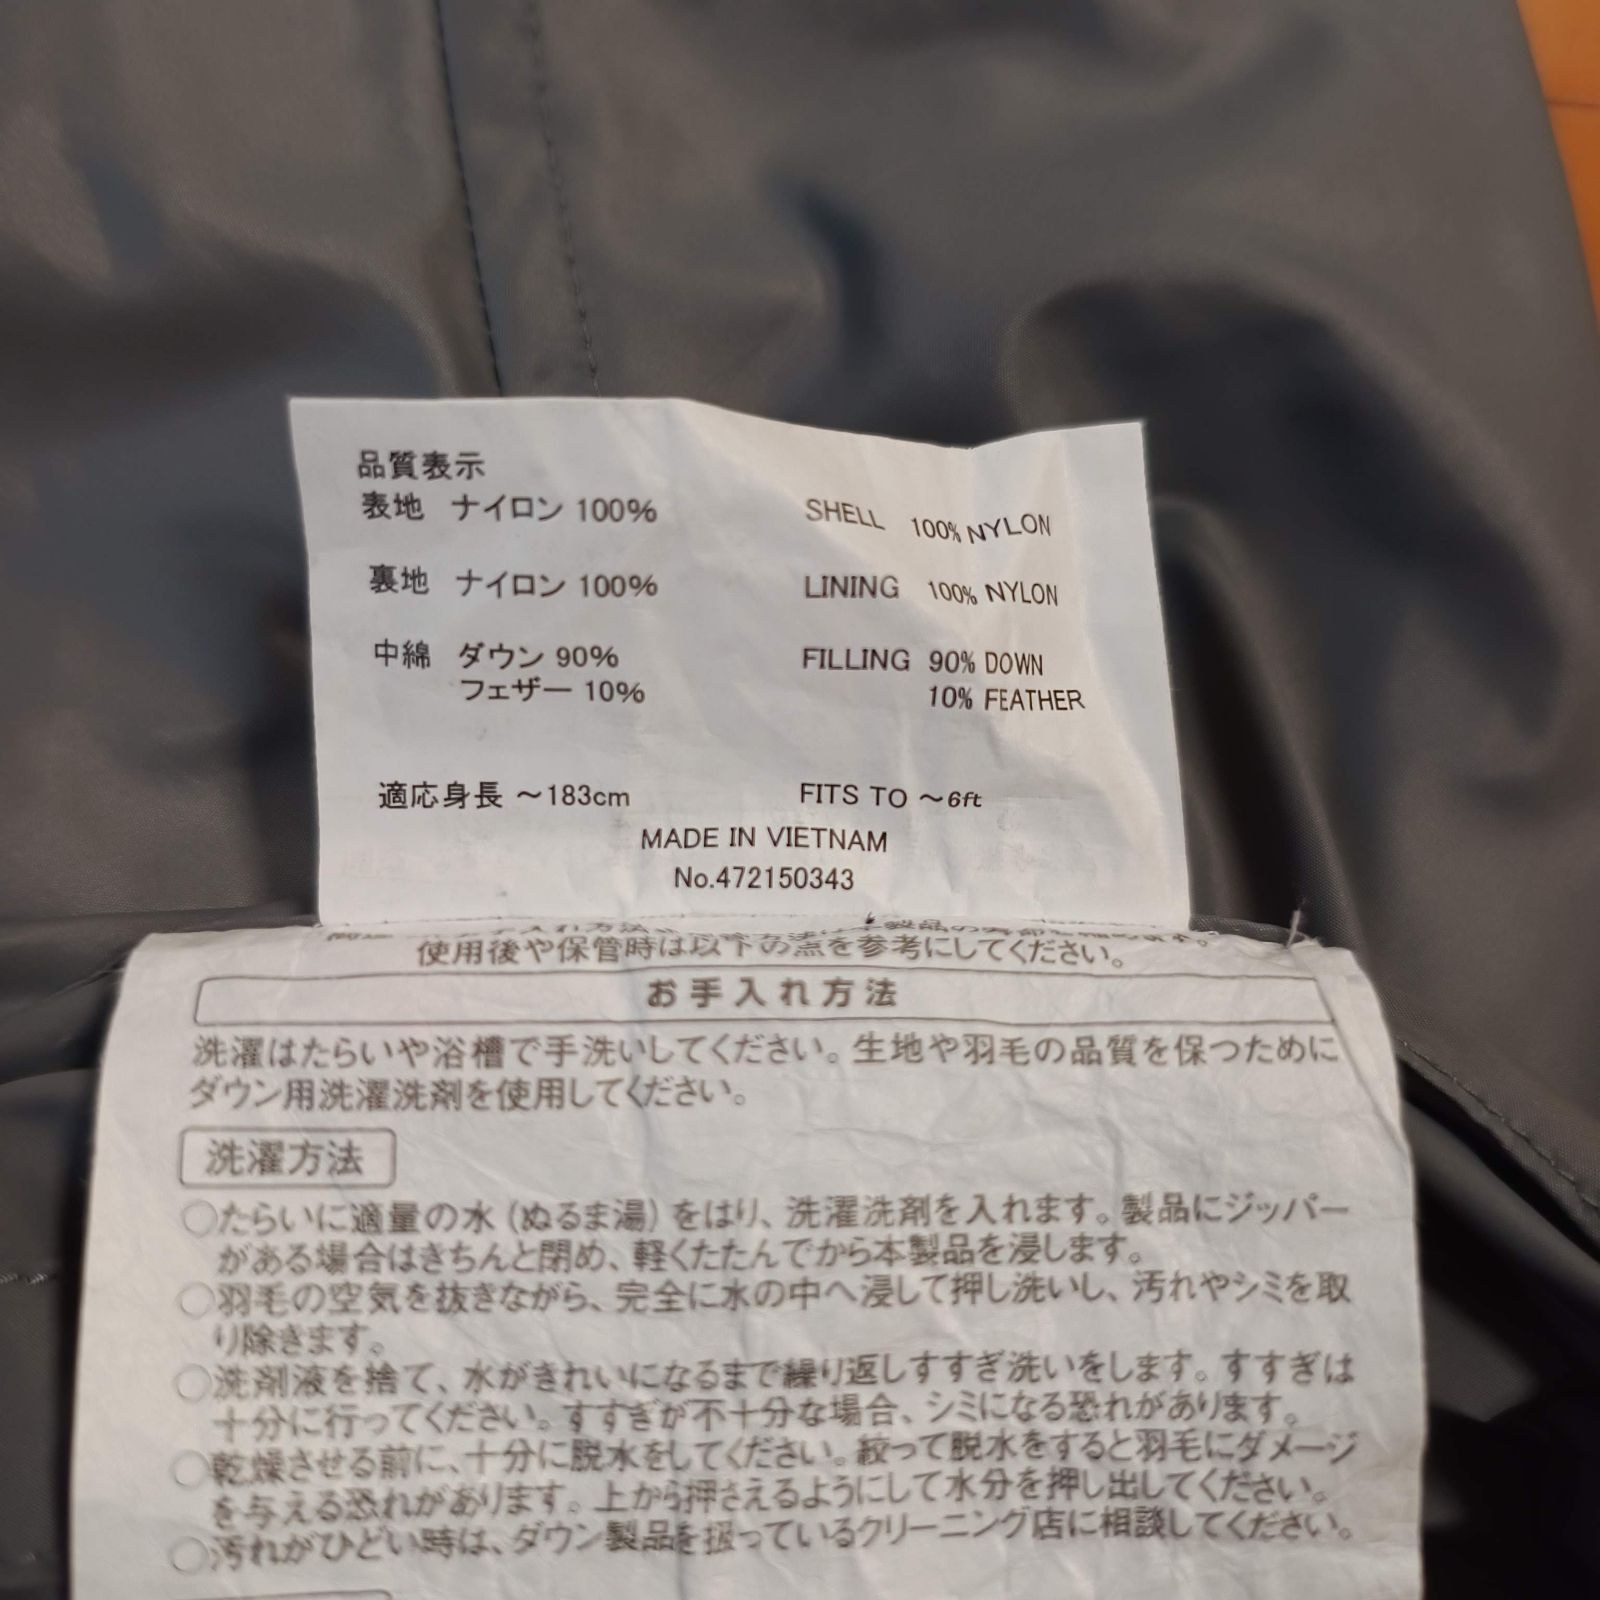 品質表示
表地 ナイロン 100% SHELL 100% NYLON
裏地 ナイロン 100% LINING 100% NYLON
中綿 ダウン 90% FILLING 90% DOWN
フェザー 10% 10% FEATHER
適応身長 ～183cm FITS TO ～6ft
MADE IN VIETNAM
No.472150343
使用後や保管時は以下の点を参考にしてください。
お手入れ方法
洗濯はたらいや浴槽で手洗いしてください。生地や羽毛の品質を保つために
ダウン用洗濯洗剤を使用してください。
洗濯方法
○たらいに適量の水（ぬるま湯）をはり、洗濯洗剤を入れます。製品にジッパー
がある場合はきちんと閉め、軽くたたんでから本製品を浸します。
○羽毛の空気を抜きながら、完全に水の中へ浸して押し洗いし、汚れやシミを取
り除きます。
○洗剤液を捨て、水がきれいになるまで繰り返しすすぎ洗いをします。すすぎは
十分に行ってください。すすぎが不十分な場合、シミになる恐れがあります。
○乾燥させる前に、十分に脱水をしてください。絞って脱水をすると羽毛にダメージ
を与える恐れがあります。上から押さえるようにして水分を押し出してください。
○汚れがひどい時は、ダウン製品を扱っているクリーニング店に相談してください。